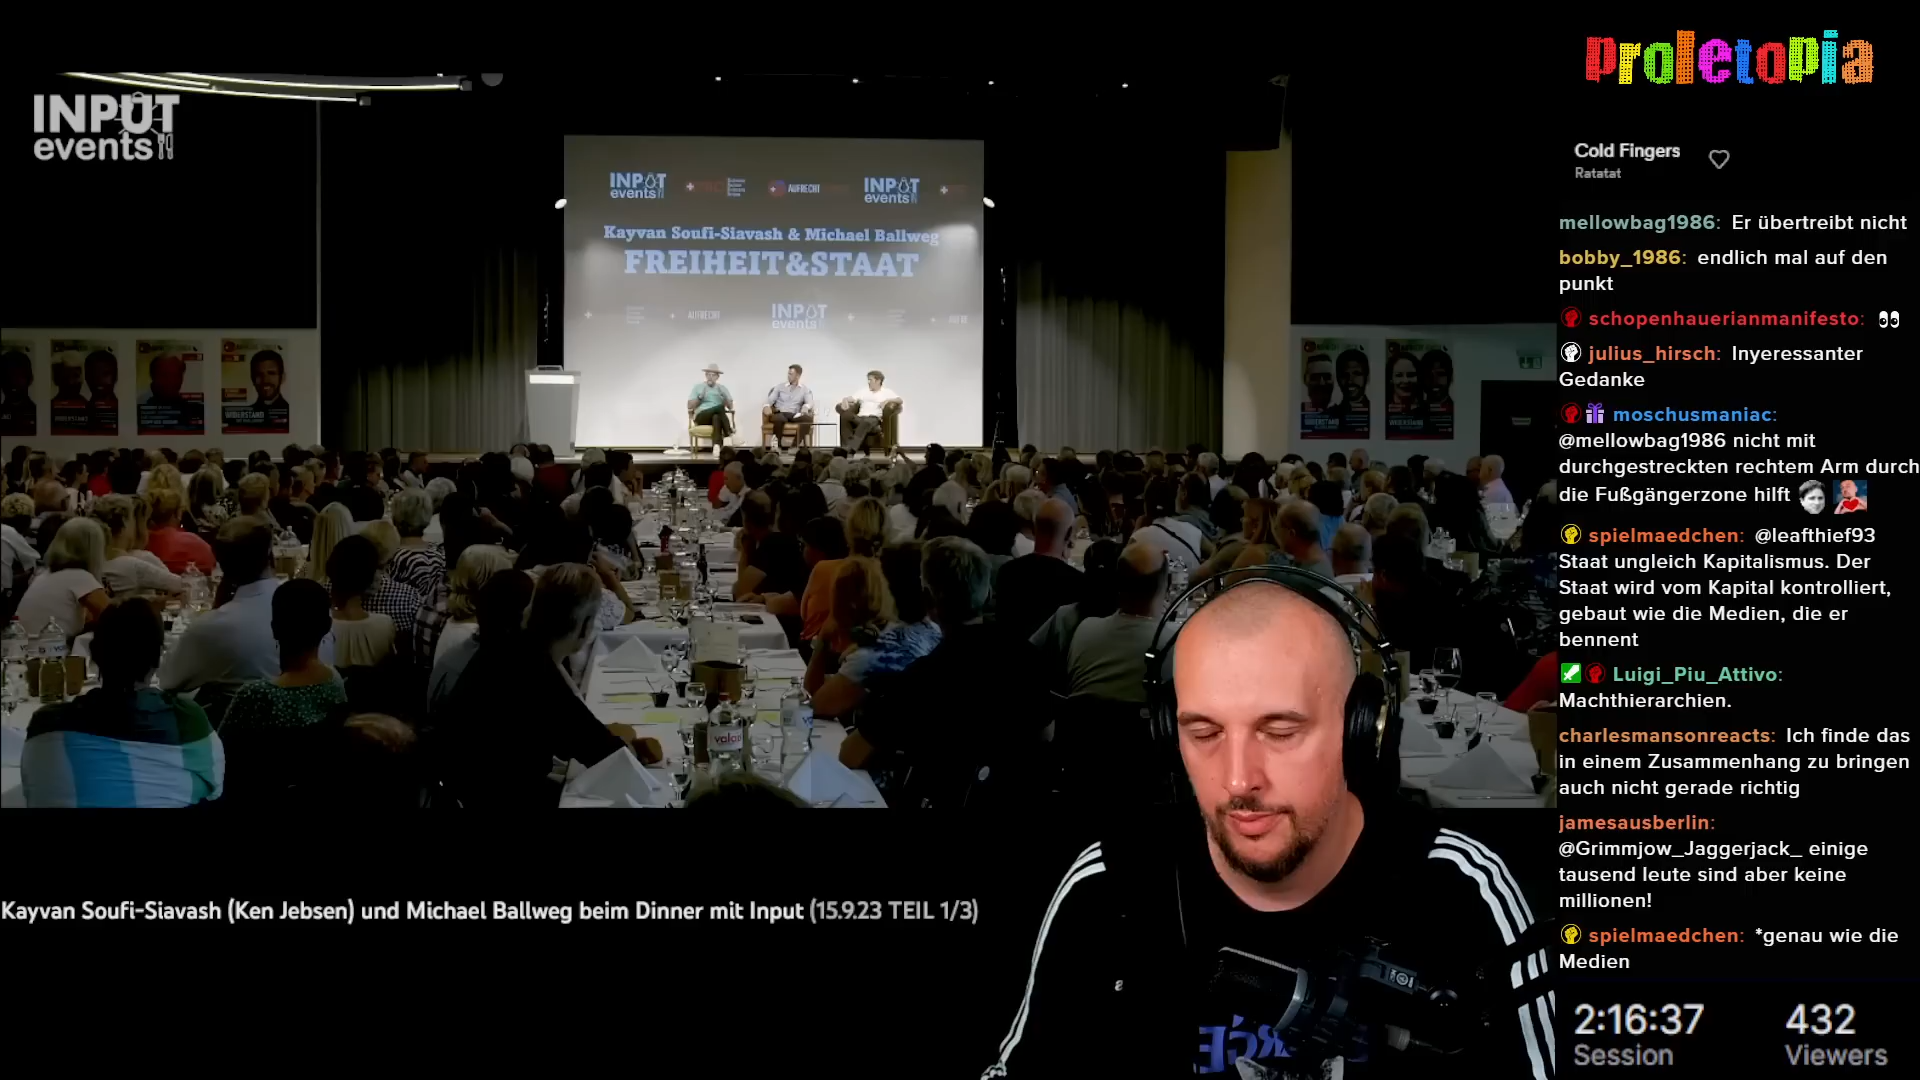 INPUT
events
INPUT
events
AUFRECHT
INPUT
events
Kayvan Soufi-Siavash & Michael Ballweg
FREIHEIT&STAAT
AUFRECHT
INPUT
events
WIDERSTAND
Kayvan Soufi-Siavash (Ken Jebsen) und Michael Ballweg beim Dinner mit Input (15.9.23 TEIL 1/3)
Proletopia
Cold Fingers
Ratatat
mellowbag1986: Er übertreibt nicht
bobby_1986: endlich mal auf den
punkt
schopenhauerianmanifesto: 👀
julius_hirsch: Inyeressanter
Gedanke
moschusmaniac:
@mellowbag1986 nicht mit
durchgestreckten rechtem Arm durch
die Fußgängerzone hilft
spielmaedchen: @leafthief93
Staat ungleich Kapitalismus. Der
Staat wird vom Kapital kontrolliert,
gebaut wie die Medien, die er
bennent
Luigi_Piu_Attivo:
Machthierarchien.
charlesmansonreacts: Ich finde das
in einem Zusammenhang zu bringen
auch nicht gerade richtig
jamesausberlin:
@Grimmjow_Jaggerjack_ einige
tausend leute sind aber keine
millionen!
spielmaedchen: *genau wie die
Medien
2:16:37
Session
432
Viewers